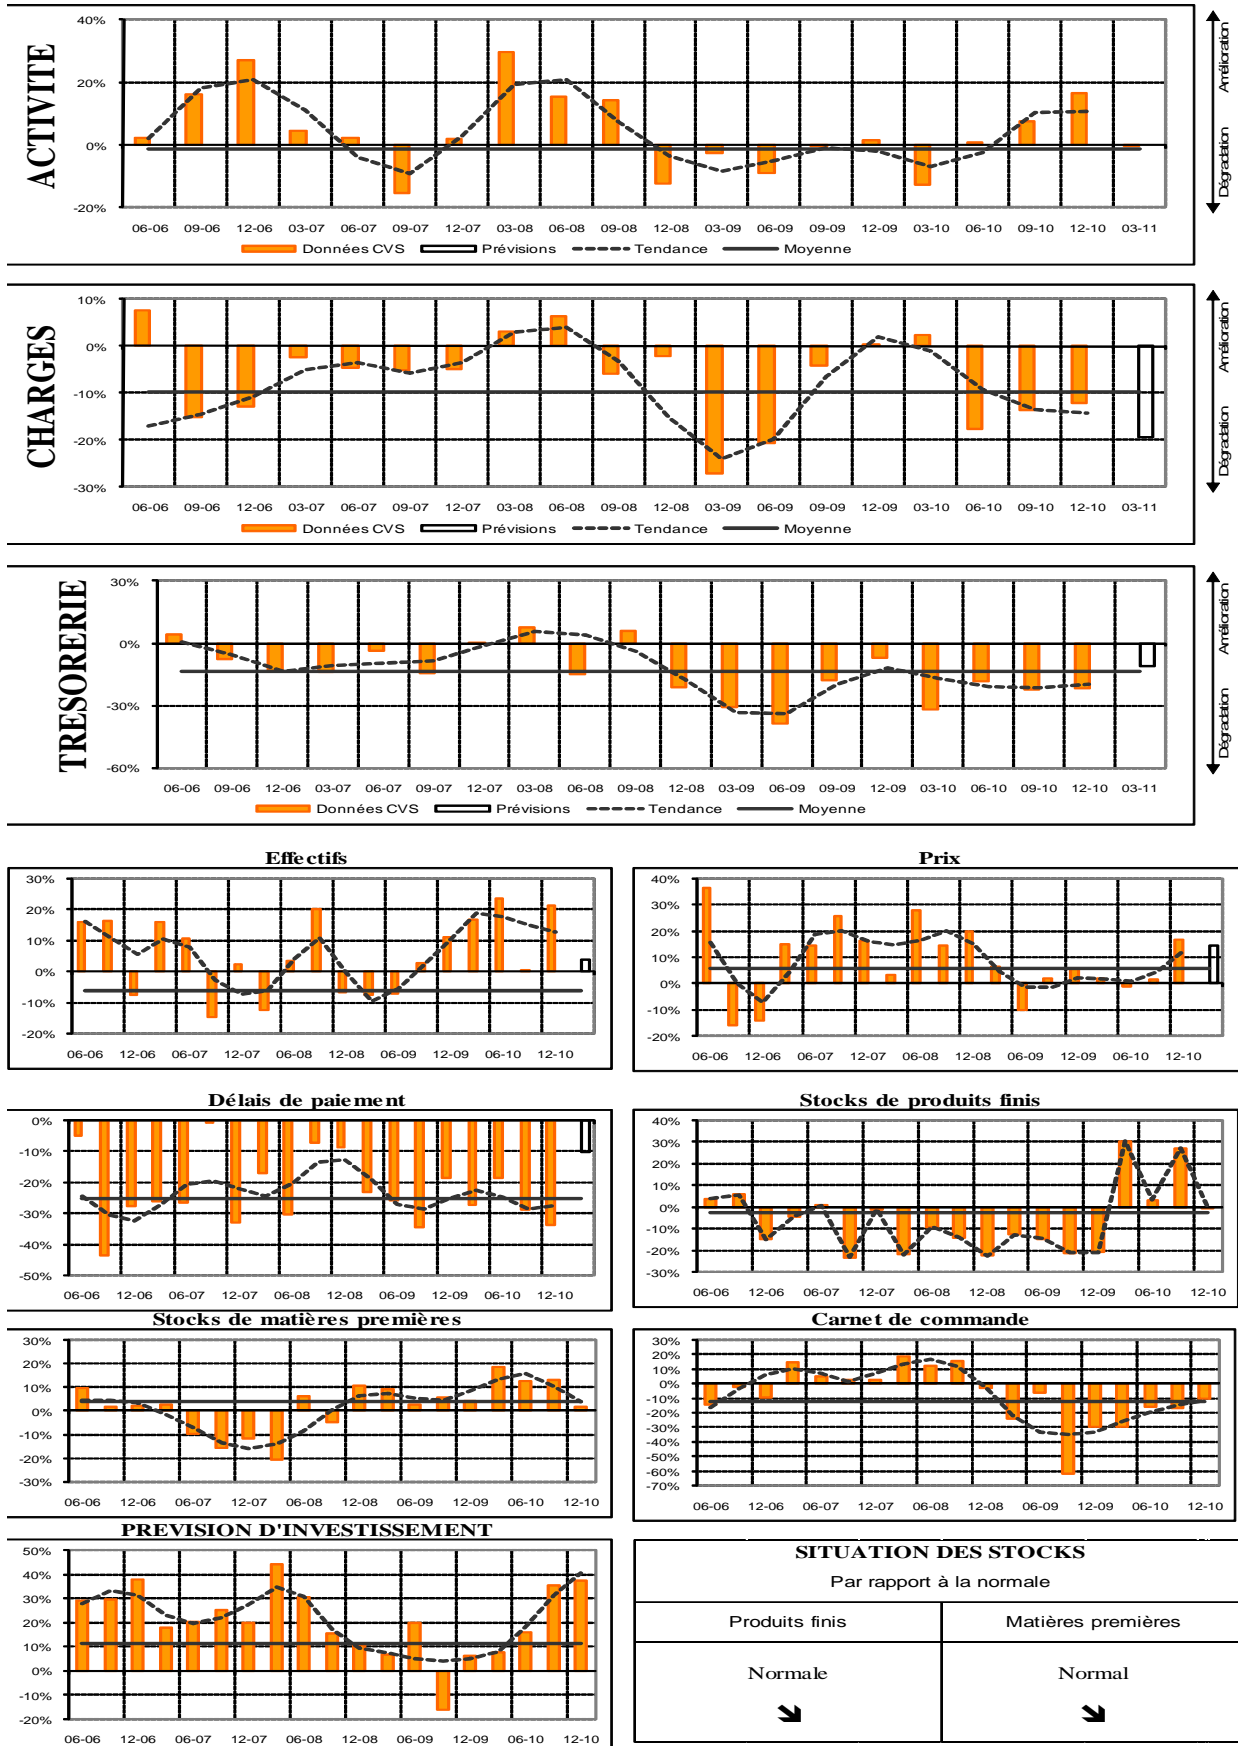 ACTIVITE
40%
20%
0%
-20%
06-06 09-06 12-06 03-07 06-07 09-07 12-07 03-08 06-08 09-08 12-08 03-09 06-09 09-09 12-09 03-10 06-10 09-10 12-10 03-11
Données CVS Prévisions Tendance Moyenne
Amélioration
Dégradation
CHARGES
10%
0%
-10%
-20%
-30%
06-06 09-06 12-06 03-07 06-07 09-07 12-07 03-08 06-08 09-08 12-08 03-09 06-09 09-09 12-09 03-10 06-10 09-10 12-10 03-11
Données CVS Prévisions Tendance Moyenne
Amélioration
Dégradation
TRESORERIE
30%
0%
-30%
-60%
06-06 09-06 12-06 03-07 06-07 09-07 12-07 03-08 06-08 09-08 12-08 03-09 06-09 09-09 12-09 03-10 06-10 09-10 12-10 03-11
Données CVS Prévisions Tendance Moyenne
Amélioration
Dégradation
Effectifs
30%
20%
10%
0%
-10%
-20%
06-06 12-06 06-07 12-07 06-08 12-08 06-09 12-09 06-10 12-10
Prix
40%
30%
20%
10%
0%
-10%
-20%
06-06 12-06 06-07 12-07 06-08 12-08 06-09 12-09 06-10 12-10
Délais de paiement
0%
-10%
-20%
-30%
-40%
-50%
06-06 12-06 06-07 12-07 06-08 12-08 06-09 12-09 06-10 12-10
Stocks de produits finis
40%
30%
20%
10%
0%
-10%
-20%
-30%
06-06 12-06 06-07 12-07 06-08 12-08 06-09 12-09 06-10 12-10
Stocks de matières premières
30%
20%
10%
0%
-10%
-20%
-30%
06-06 12-06 06-07 12-07 06-08 12-08 06-09 12-09 06-10 12-10
Carnet de commande
30%
20%
10%
0%
-10%
-20%
-30%
-40%
-50%
-60%
-70%
06-06 12-06 06-07 12-07 06-08 12-08 06-09 12-09 06-10 12-10
PREVISION D'INVESTISSEMENT
50%
40%
30%
20%
10%
0%
-10%
-20%
06-06 12-06 06-07 12-07 06-08 12-08 06-09 12-09 06-10 12-10
SITUATION DES STOCKS
Par rapport à la normale
Produits finis Matières premières
Normale Normal